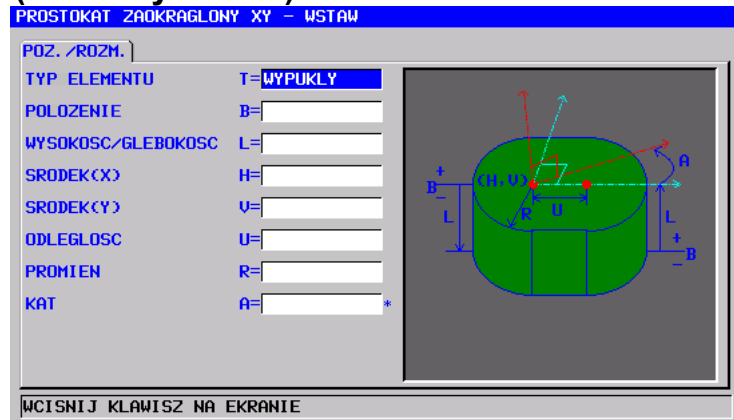 PROSTOKAT ZAOKRAGLONY XY - WSTAW
POZ./ROZM.
TYP ELEMENTU T=WYPUKLY
POLOZENIE B=
WYSOKOSC/GLEBOKOSC L=
SRODEK(X) H=
SRODEK(Y) V=
ODLEGLOSC U=
PROMIEN R=
KAT A= *
A
+
B
-
(H,V)
L
R
U
L
+
-
B
WCISNIJ KLAWISZ NA EKRANIE